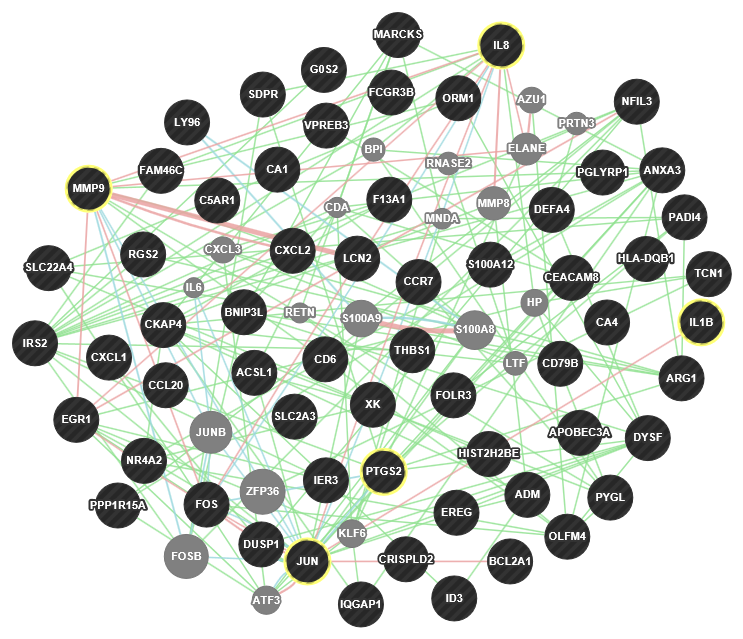 MARCKS
IL8
G0S2
SDPR
FCGR3B
ORM1
AZU1
NFIL3
LY96
VPREB3
PRTN3
BPI
ELANE
FAM46C
CA1
RNASE2
PGLYRP1
ANXA3
MMP9
C5AR1
F13A1
CDA
MMP8
DEFA4
MNDA
PADI4
SLC22A4
RGS2
CXCL3
CXCL2
LCN2
S100A12
HLA-DQB1
TCN1
CCR7
CEACAM8
IL6
BNIP3L
RETN
S100A9
S100A8
HP
CA4
IL1B
IRS2
CKAP4
CXCL1
CD6
THBS1
LTF
CD79B
CCL20
ACSL1
ARG1
XK
FOLR3
EGR1
SLC2A3
JUNB
APOBEC3A
DYSF
NR4A2
PTGS2
HIST2H2BE
IER3
ZFP36
ADM
PYGL
PPP1R15A
FOS
EREG
KLF6
OLFM4
FOSB
DUSP1
JUN
CRISPLD2
BCL2A1
ATF3
IQGAP1
ID3